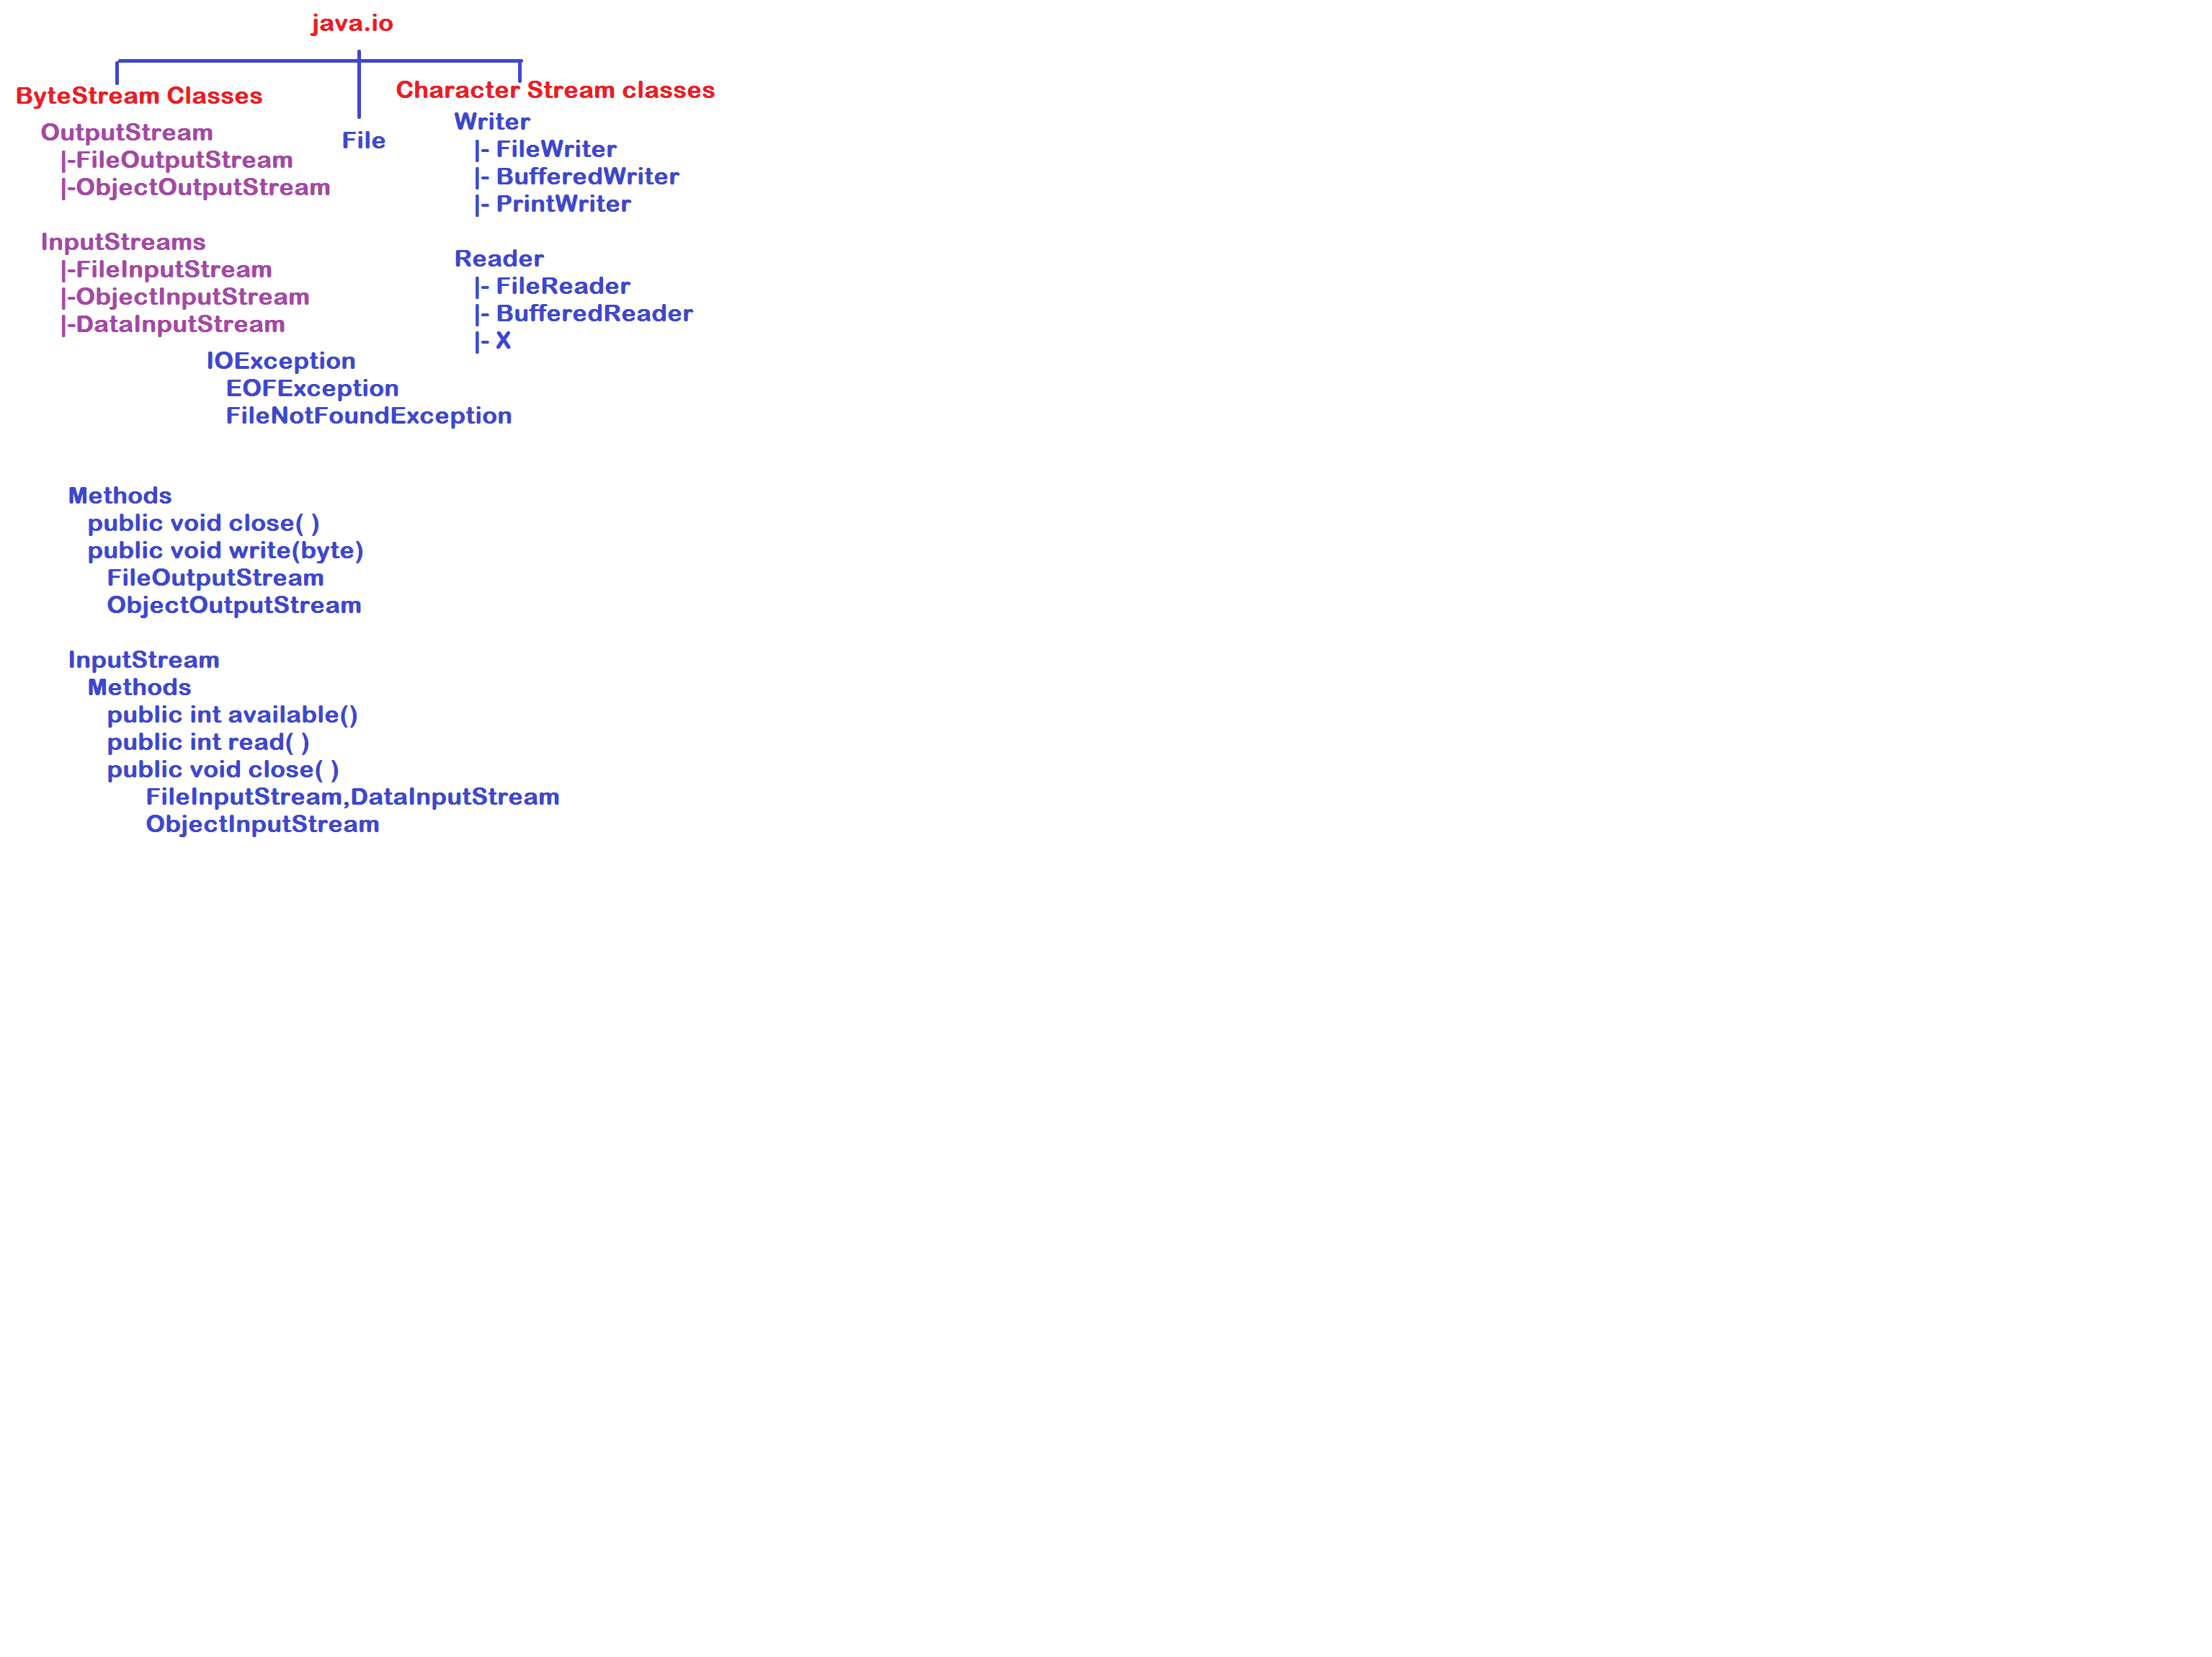 java.io
ByteStream Classes
OutputStream
|-FileOutputStream
|-ObjectOutputStream
InputStreams
|-FileInputStream
|-ObjectInputStream
|-DataInputStream
File
Character Stream classes
Writer
|- FileWriter
|- BufferedWriter
|- PrintWriter
Reader
|- FileReader
|- BufferedReader
|- X
IOException
EOFException
FileNotFoundException
Methods
public void close( )
public void write(byte)
FileOutputStream
ObjectOutputStream
InputStream
Methods
public int available()
public int read( )
public void close( )
FileInputStream,DataInputStream
ObjectInputStream